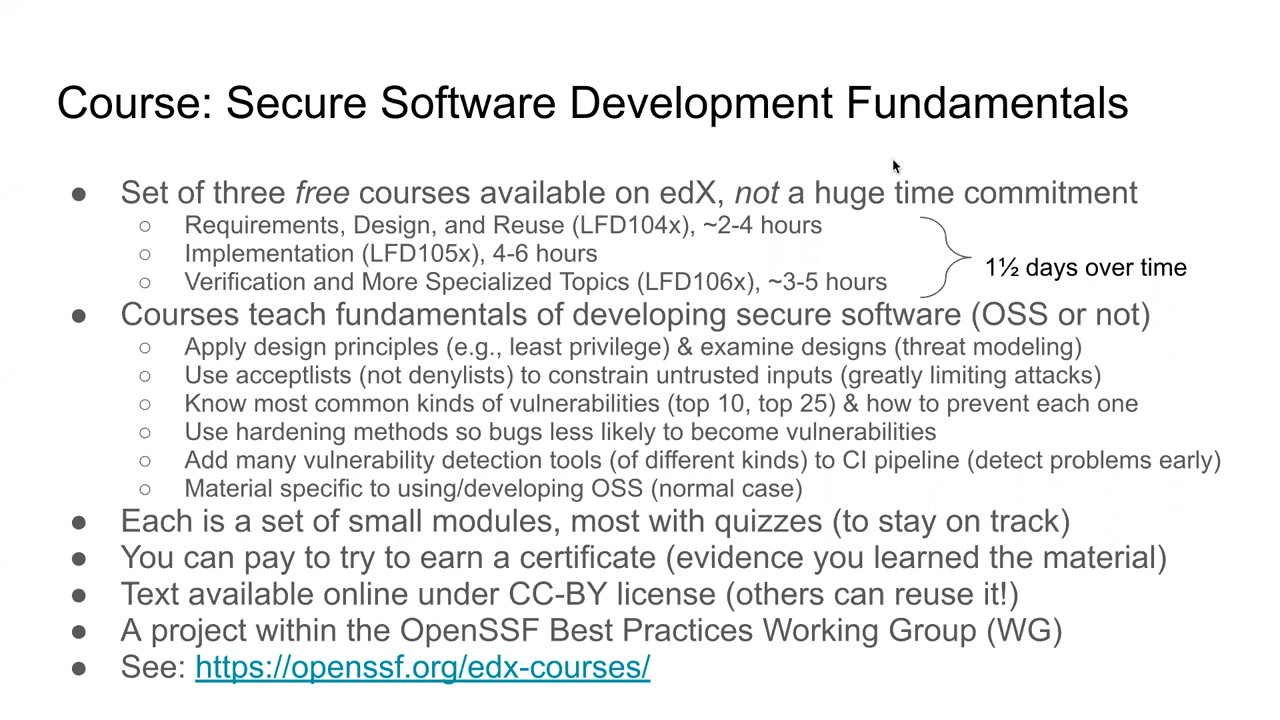 Course: Secure Software Development Fundamentals
● Set of three free courses available on edX, not a huge time commitment
○ Requirements, Design, and Reuse (LFD104x), ~2-4 hours
○ Implementation (LFD105x), 4-6 hours
○ Verification and More Specialized Topics (LFD106x), ~3-5 hours
1½ days over time
● Courses teach fundamentals of developing secure software (OSS or not)
○ Apply design principles (e.g., least privilege) & examine designs (threat modeling)
○ Use acceptlists (not denylists) to constrain untrusted inputs (greatly limiting attacks)
○ Know most common kinds of vulnerabilities (top 10, top 25) & how to prevent each one
○ Use hardening methods so bugs less likely to become vulnerabilities
○ Add many vulnerability detection tools (of different kinds) to CI pipeline (detect problems early)
○ Material specific to using/developing OSS (normal case)
● Each is a set of small modules, most with quizzes (to stay on track)
● You can pay to try to earn a certificate (evidence you learned the material)
● Text available online under CC-BY license (others can reuse it!)
● A project within the OpenSSF Best Practices Working Group (WG)
● See: https://openssf.org/edx-courses/